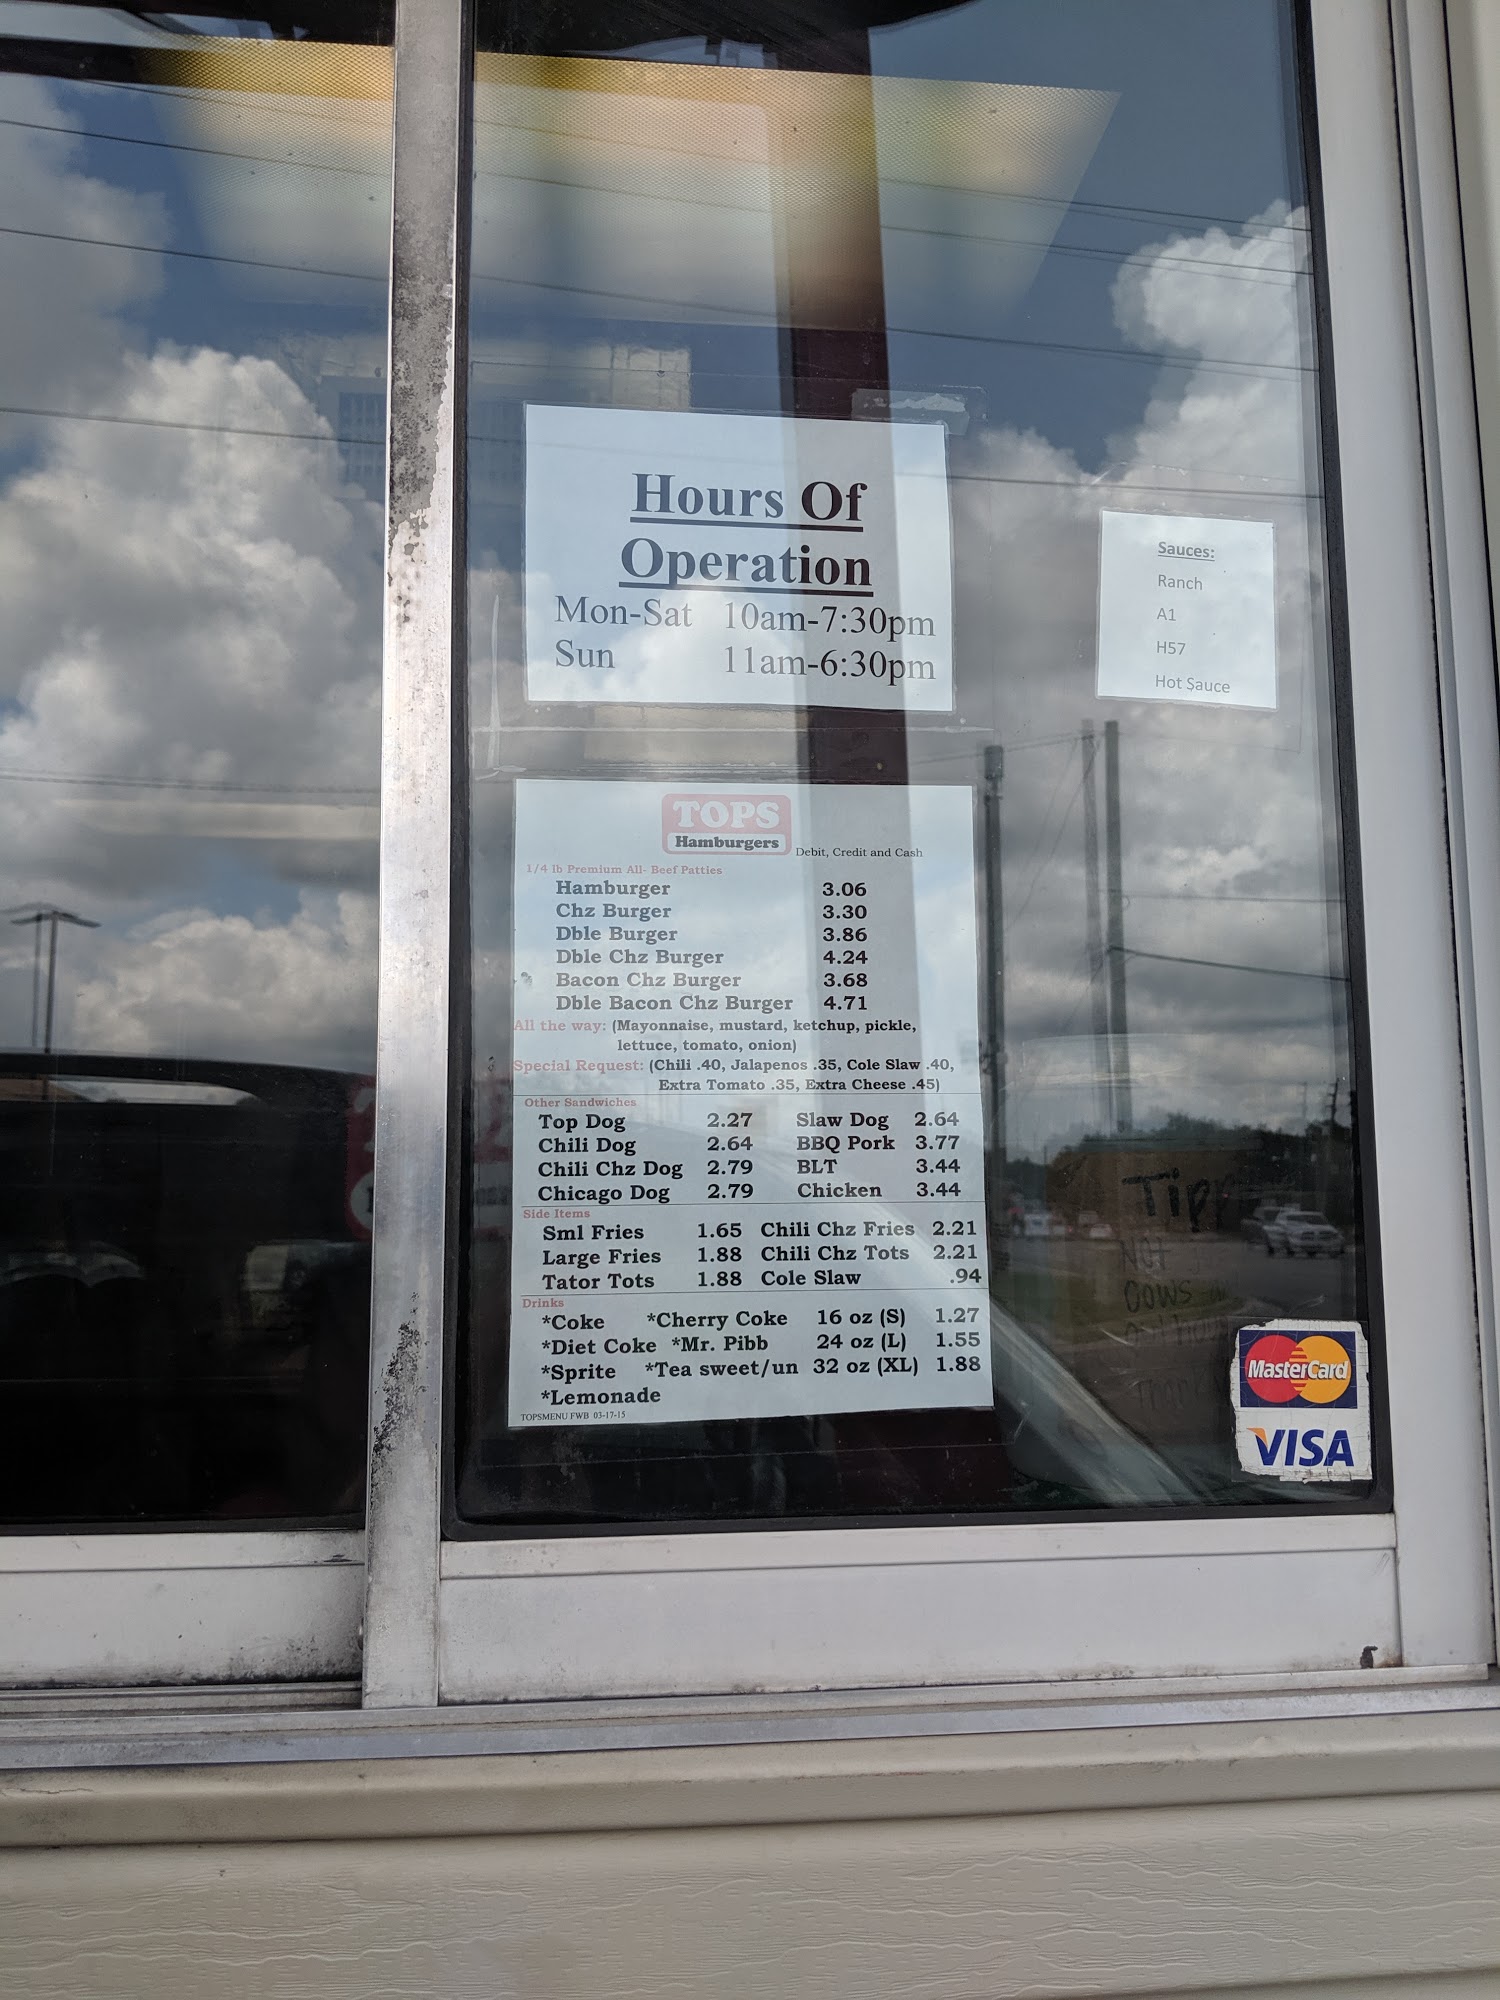 Hours Of
Operation
Mon-Sat 10am-7:30pm
Sun 11am-6:30pm
Sauces:
Ranch
A1
H57
Hot Sauce
TOPS
Hamburgers
Debit, Credit and Cash
1/4 lb Premium All- Beef Patties
Hamburger 3.06
Chz Burger 3.30
Dble Burger 3.86
Dble Chz Burger 4.24
Bacon Chz Burger 3.68
Dble Bacon Chz Burger 4.71
All the way: (Mayonnaise, mustard, ketchup, pickle,
lettuce, tomato, onion)
Special Request: (Chili .40, Jalapenos .35, Cole Slaw .40,
Extra Tomato .35, Extra Cheese .45)
Other Sandwiches
Top Dog 2.27 Slaw Dog 2.64
Chili Dog 2.64 BBQ Pork 3.77
Chili Chz Dog 2.79 BLT 3.44
Chicago Dog 2.79 Chicken 3.44
Side Items
Sml Fries 1.65 Chili Chz Fries 2.21
Large Fries 1.88 Chili Chz Tots 2.21
Tator Tots 1.88 Cole Slaw .94
Drinks
*Coke *Cherry Coke 16 oz (S) 1.27
*Diet Coke *Mr. Pibb 24 oz (L) 1.55
*Sprite *Tea sweet/un 32 oz (XL) 1.88
*Lemonade
TOPSMENU FWB 03-17-15
NOT
COWS
MasterCard
VISA